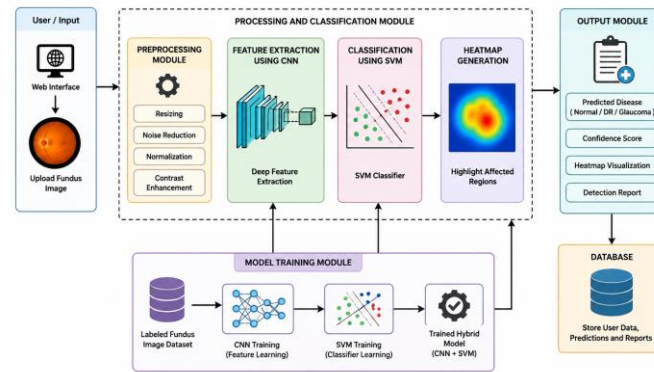 User / Input
Web Interface
Upload Fundus
Image
PROCESSING AND CLASSIFICATION MODULE
PREPROCESSING
MODULE
Resizing
Noise Reduction
Normalization
Contrast
Enhancement
FEATURE EXTRACTION
USING CNN
Deep Feature
Extraction
CLASSIFICATION
USING SVM
SVM Classifier
HEATMAP
GENERATION
Highlight Affected
Regions
OUTPUT MODULE
Predicted Disease
( Normal / DR / Glaucoma )
Confidence Score
Heatmap Visualization
Detection Report
MODEL TRAINING MODULE
Labeled Fundus
Image Dataset
CNN Training
(Feature Learning)
SVM Training
(Classifier Learning)
Trained Hybrid
Model
(CNN + SVM)
DATABASE
Store User Data,
Predictions and Reports